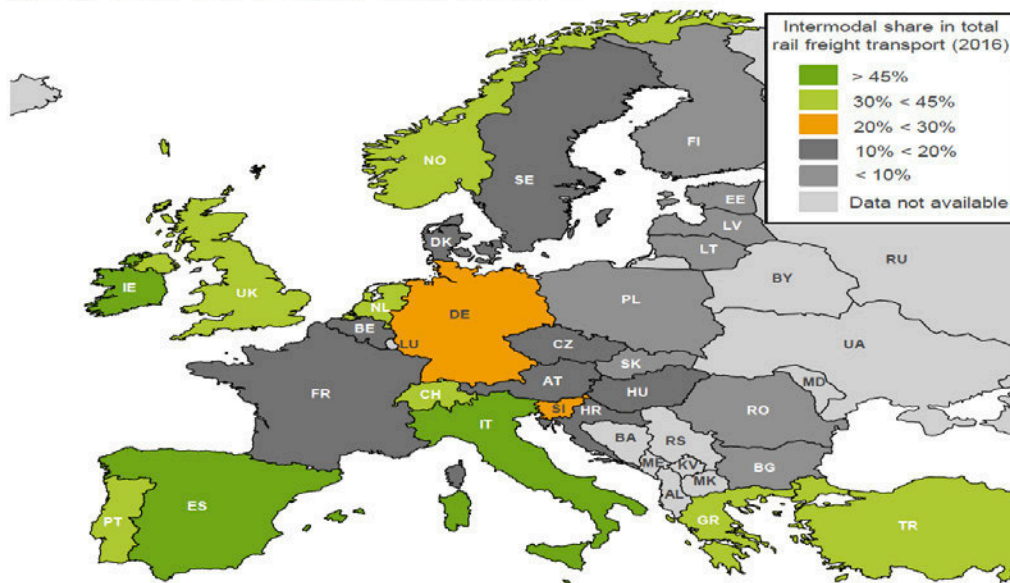 Intermodal share in total
rail freight transport (2016)
> 45%
30% < 45%
20% < 30%
10% < 20%
< 10%
Data not available
NO
SE
FI
EE
LV
LT
DK
RU
BY
IE
UK
NL
DE
PL
BE
LU
CZ
UA
SK
FR
AT
HU
MD
CH
IT
SI
HR
RO
BA
RS
ME
KV
BG
MK
AL
PT
ES
GR
TR